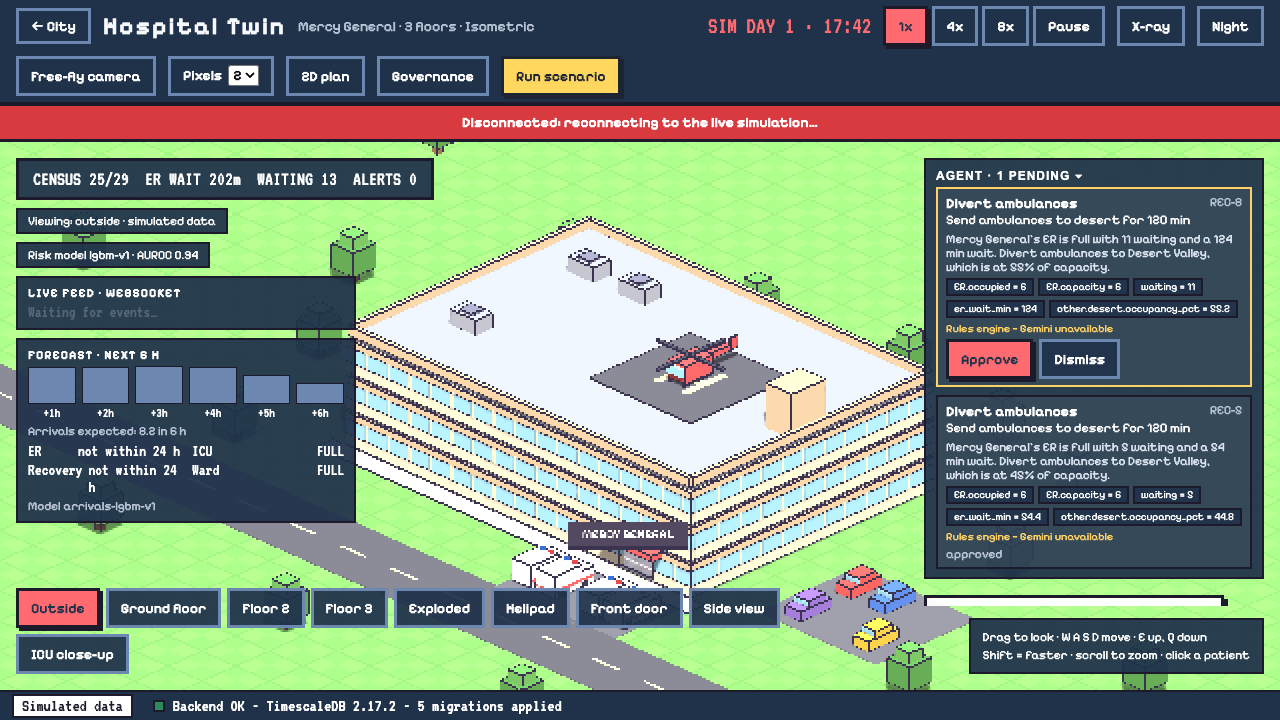 ← City
Hospital Twin
Mercy General · 3 floors · Isometric
SIM DAY 1 · 17:42
1x
4x
8x
Pause
X-ray
Night
Free-fly camera
Pixels 2
2D plan
Governance
Run scenario
Disconnected: reconnecting to the live simulation…
CENSUS 25/29 ER WAIT 202m WAITING 13 ALERTS 0
Viewing: outside · simulated data
Risk model lgbm-v1 · AUROC 0.94
LIVE FEED · WEBSOCKET
Waiting for events…
FORECAST · NEXT 6 H
+1h +2h +3h +4h +5h +6h
Arrivals expected: 8.2 in 6 h
ER not within 24 h ICU FULL
Recovery not within 24 h Ward FULL
Model arrivals-lgbm-v1
AGENT · 1 PENDING
Divert ambulances REC-8
Send ambulances to desert for 120 min
Mercy General's ER is full with 11 waiting and a 124
min wait. Divert ambulances to Desert Valley,
which is at 55% of capacity.
ER.occupied = 6 ER.capacity = 6 waiting = 11
er.wait_min = 124 other.desert.occupancy_pct = 55.2
Rules engine - Gemini unavailable
Approve
Dismiss
Divert ambulances REC-5
Send ambulances to desert for 120 min
Mercy General's ER is full with 5 waiting and a 54
min wait. Divert ambulances to Desert Valley,
which is at 45% of capacity.
ER.occupied = 6 ER.capacity = 6 waiting = 5
er.wait_min = 54.4 other.desert.occupancy_pct = 44.8
Rules engine - Gemini unavailable
approved
MERCY GENERAL
Outside
Ground floor
Floor 2
Floor 3
Exploded
Helipad
Front door
Side view
ICU close-up
Drag to look · W A S D move · E up, Q down
Shift = faster · scroll to zoom · click a patient
Simulated data
Backend OK - TimescaleDB 2.17.2 - 5 migrations applied